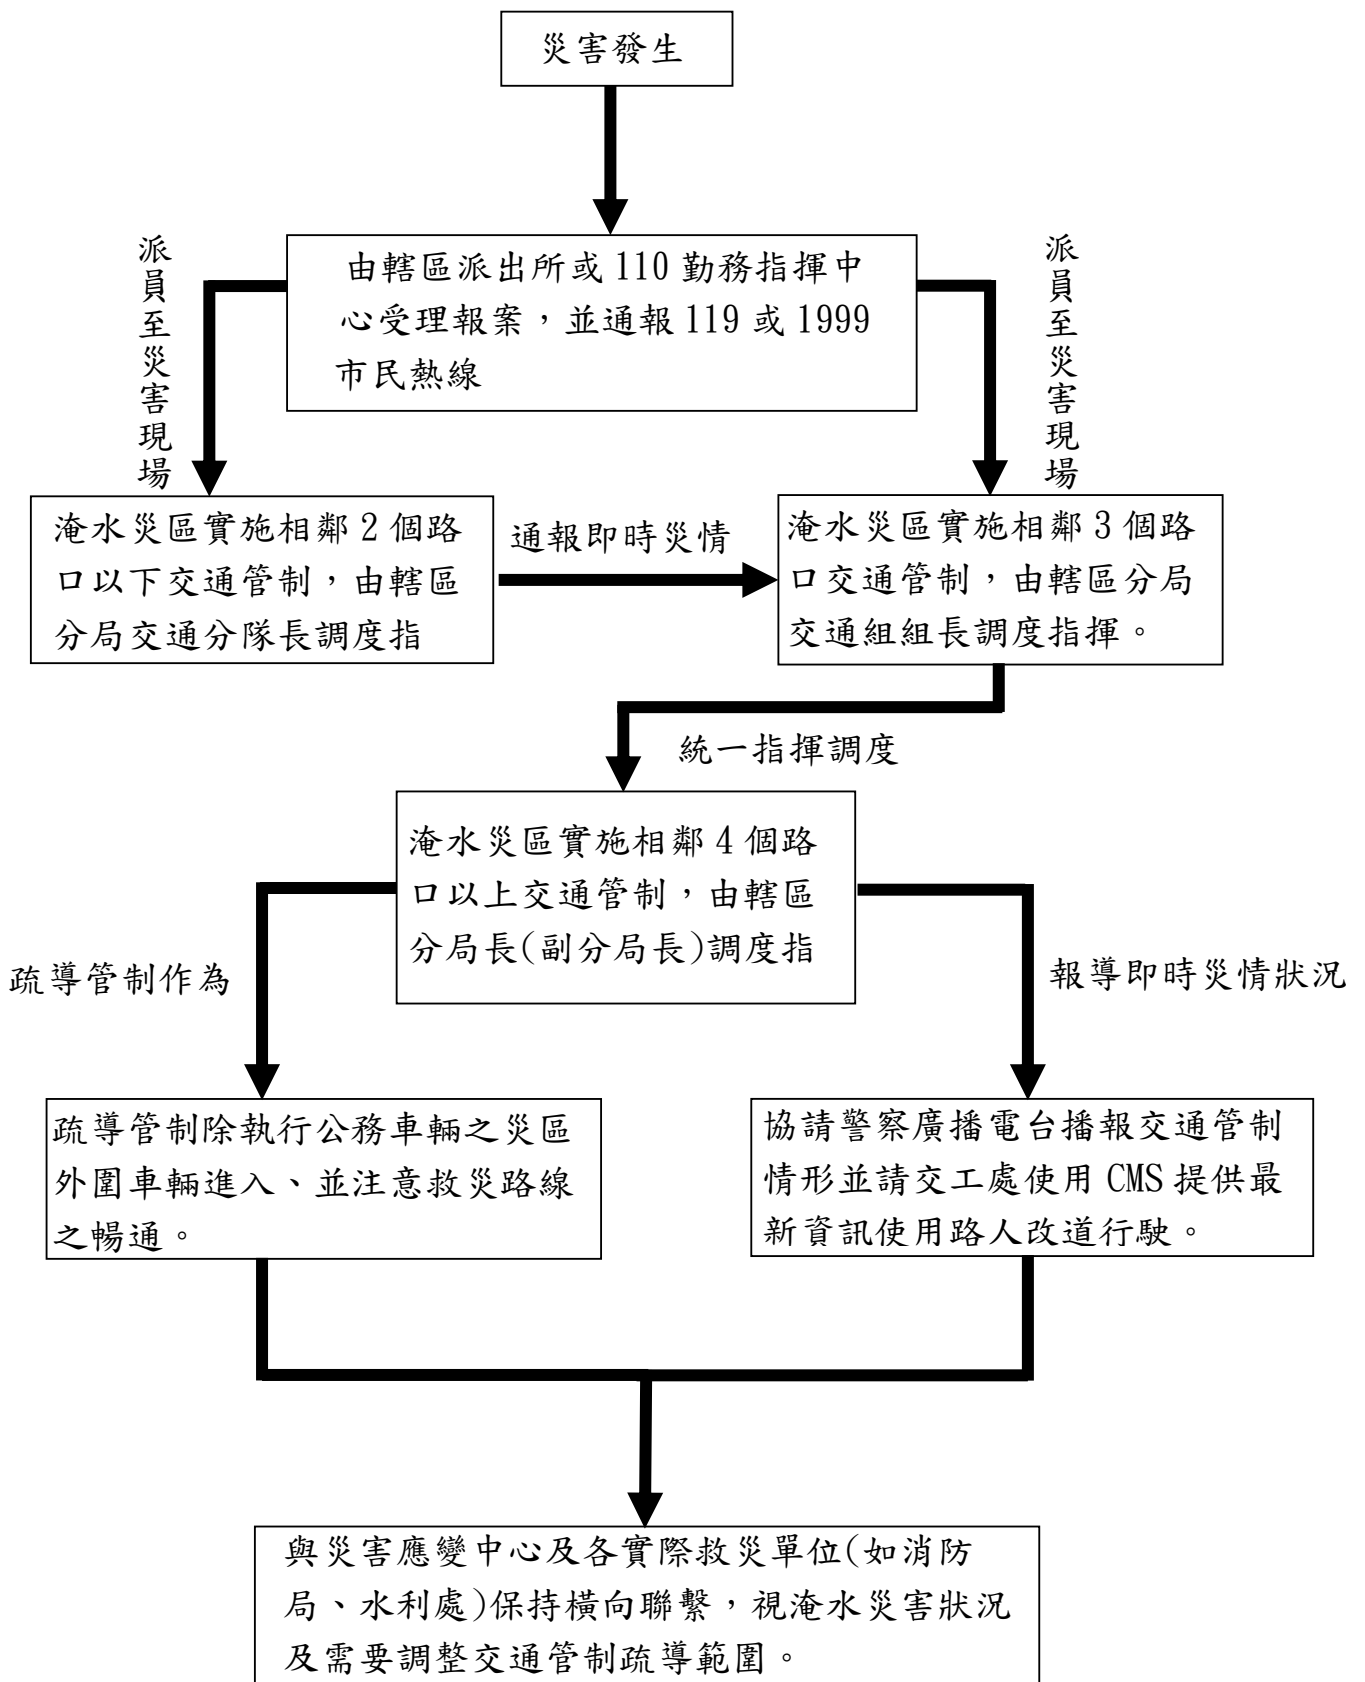 災害發生
由轄區派出所或 110 勤務指揮中
心受理報案，並通報 119 或 1999
市民熱線
派員至災害現場
派員至災害現場
淹水災區實施相鄰 2 個路
口以下交通管制，由轄區
分局交通分隊長調度指
通報即時災情
淹水災區實施相鄰 3 個路
口交通管制，由轄區分局
交通組組長調度指揮。
統一指揮調度
淹水災區實施相鄰 4 個路
口以上交通管制，由轄區
分局長(副分局長)調度指
疏導管制作為
報導即時災情狀況
疏導管制除執行公務車輛之災區
外圍車輛進入、並注意救災路線
之暢通。
協請警察廣播電台播報交通管制
情形並請交工處使用 CMS 提供最
新資訊使用路人改道行駛。
與災害應變中心及各實際救災單位(如消防
局、水利處)保持橫向聯繫，視淹水災害狀況
及需要調整交通管制疏導範圍。